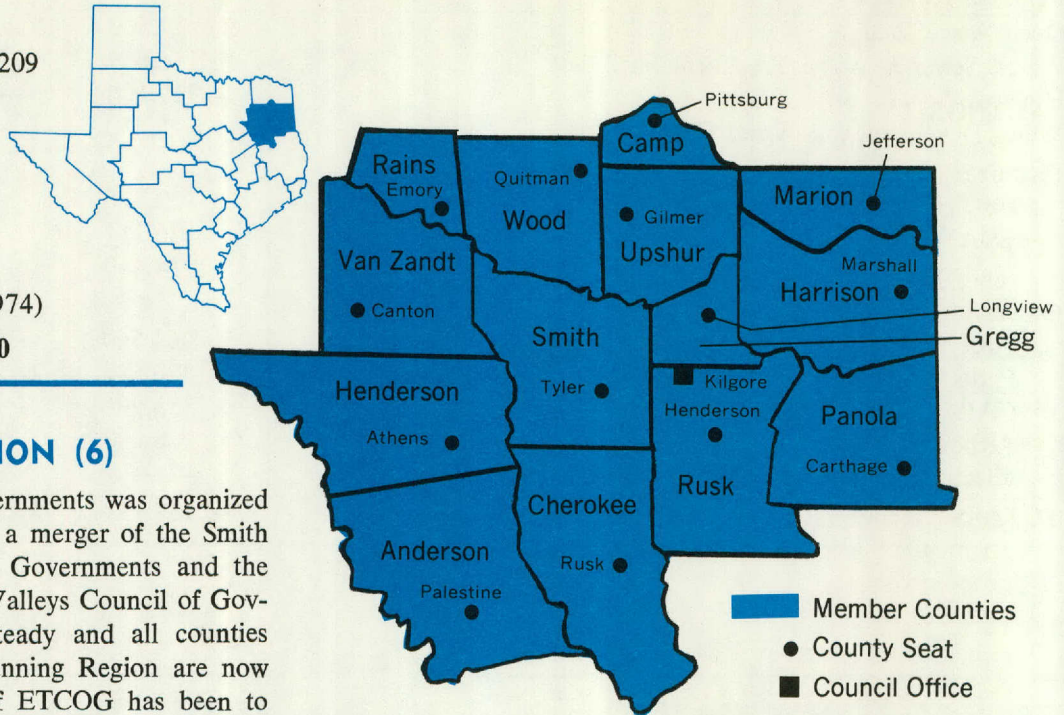 209
974)
0
ION (6)
ernments was organized
a merger of the Smith
Governments and the
Valleys Council of Gov-
teady and all counties
nning Region are now
f ETCOG has been to
Pittsburg
Camp
Jefferson
Rains
Emory
Quitman
Wood
Gilmer
Upshur
Marion
Marshall
Harrison
Van Zandt
Canton
Longview
Gregg
Smith
Tyler
Kilgore
Henderson
Henderson
Athens
Panola
Carthage
Rusk
Cherokee
Rusk
Anderson
Palestine
Member Counties
County Seat
Council Office